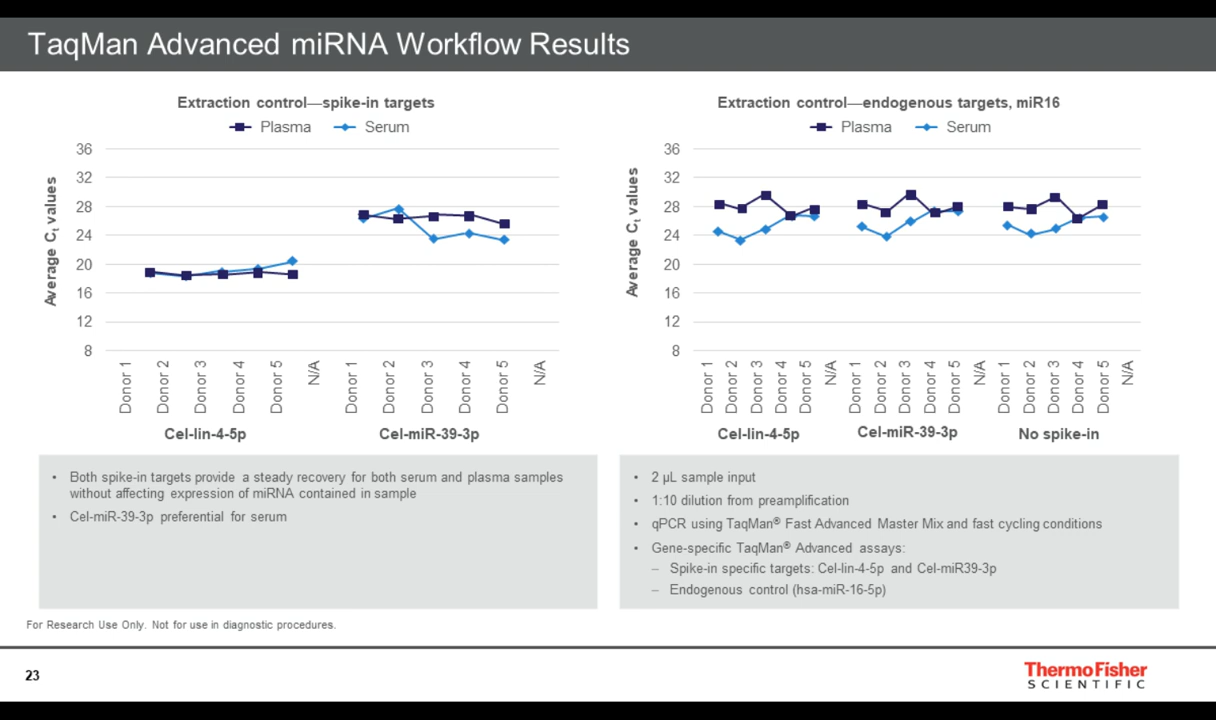 TaqMan Advanced miRNA Workflow Results
Extraction control—spike-in targets
Plasma
Serum
Average Ct values
36
32
28
24
20
16
12
8
Donor 1
Donor 2
Donor 3
Donor 4
Donor 5
N/A
Donor 1
Donor 2
Donor 3
Donor 4
Donor 5
N/A
Cel-lin-4-5p
Cel-miR-39-3p
Extraction control—endogenous targets, miR16
Plasma
Serum
Average Ct values
36
32
28
24
20
16
12
8
Donor 1
Donor 2
Donor 3
Donor 4
Donor 5
N/A
Donor 1
Donor 2
Donor 3
Donor 4
Donor 5
N/A
Donor 1
Donor 2
Donor 3
Donor 4
Donor 5
N/A
Cel-lin-4-5p
Cel-miR-39-3p
No spike-in
• Both spike-in targets provide a steady recovery for both serum and plasma samples
without affecting expression of miRNA contained in sample
• Cel-miR-39-3p preferential for serum
• 2 µL sample input
• 1:10 dilution from preamplification
• qPCR using TaqMan® Fast Advanced Master Mix and fast cycling conditions
• Gene-specific TaqMan® Advanced assays:
– Spike-in specific targets: Cel-lin-4-5p and Cel-miR39-3p
– Endogenous control (hsa-miR-16-5p)
For Research Use Only. Not for use in diagnostic procedures.
23
ThermoFisher
SCIENTIFIC